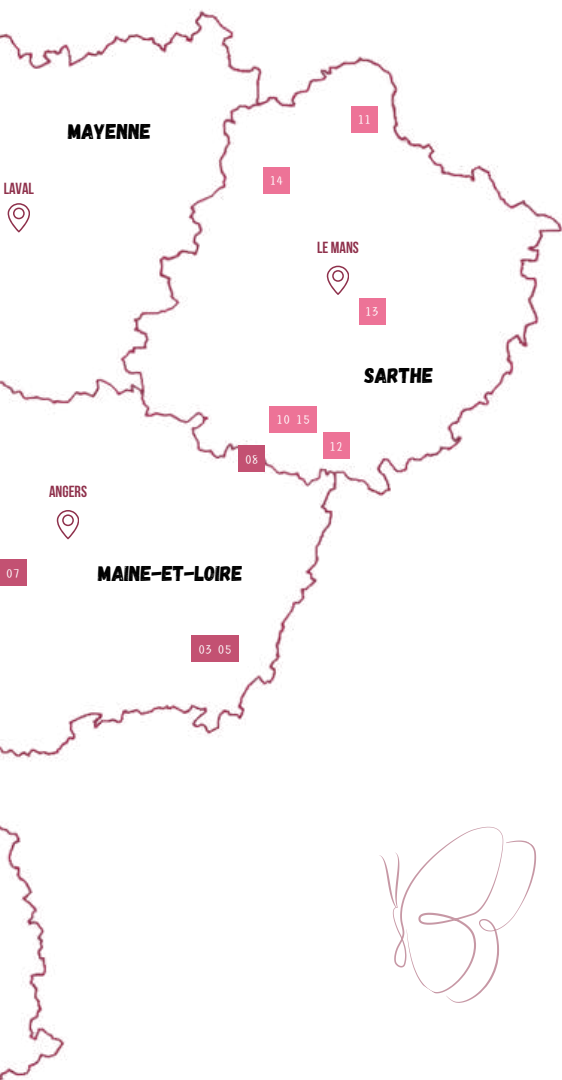 11
MAYENNE
14
LAVAL
LE MANS
13
SARTHE
10 15
12
08
ANGERS
07
MAINE-ET-LOIRE
03 05